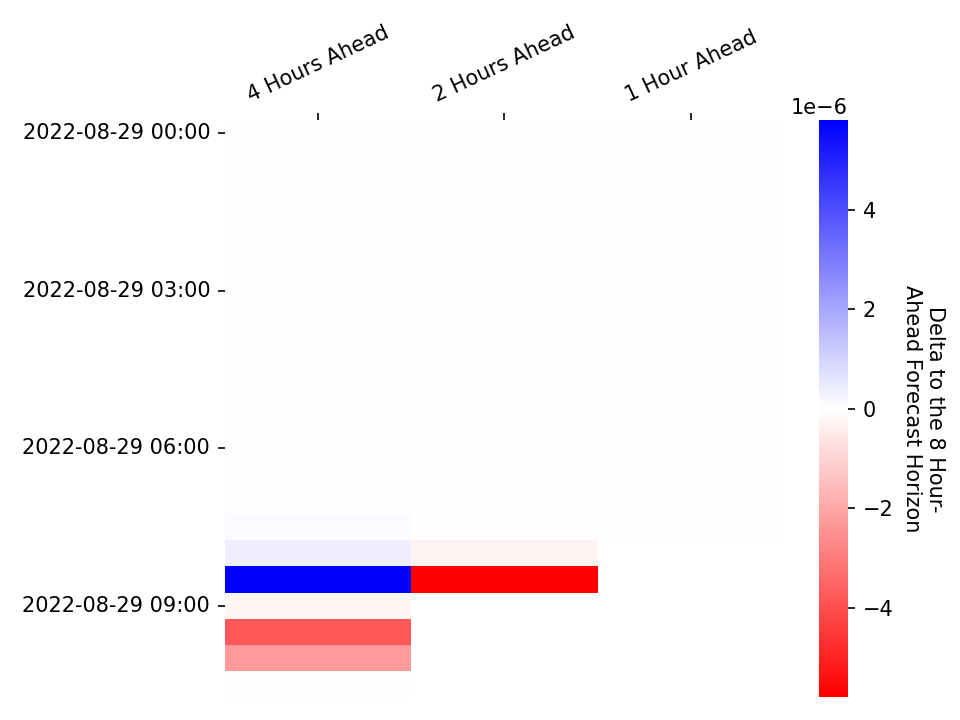 4 Hours Ahead
2 Hours Ahead
1 Hour Ahead
1e−6
2022-08-29 00:00
2022-08-29 03:00
2022-08-29 06:00
2022-08-29 09:00
4
2
0
−2
−4
Delta to the 8 Hour-
Ahead Forecast Horizon